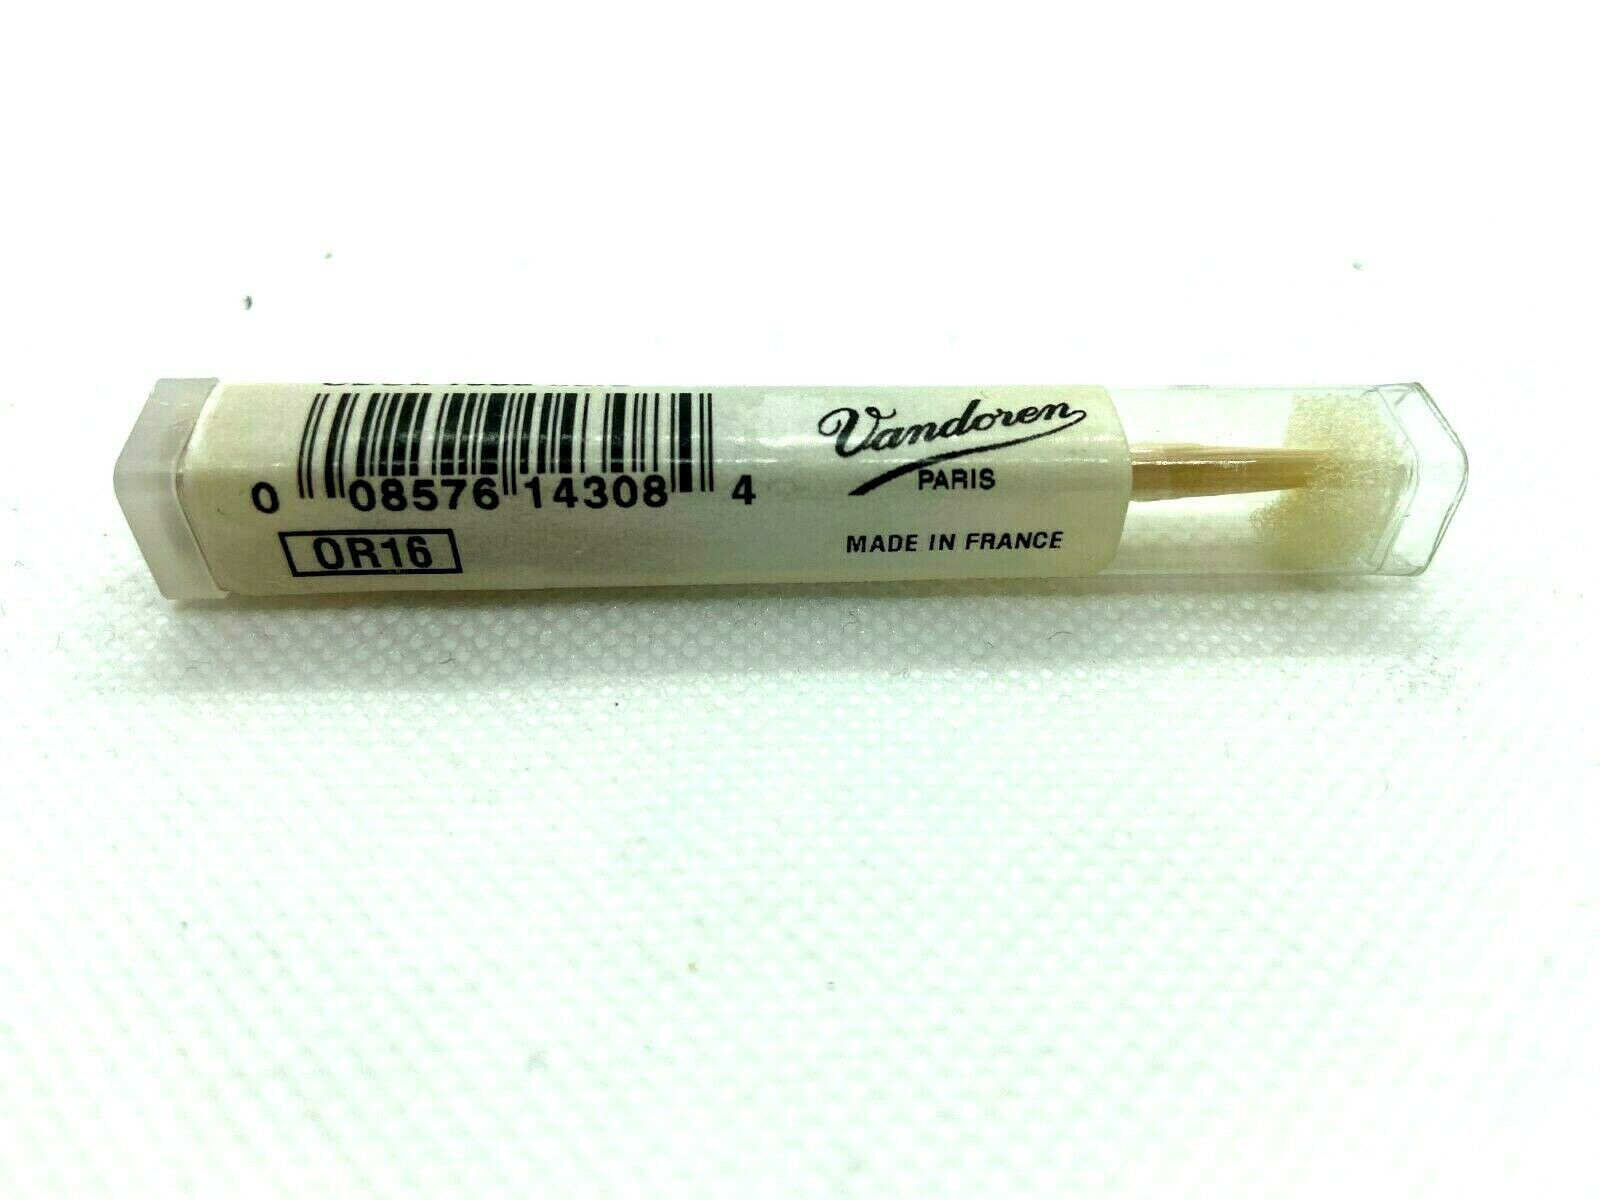 Vandoren
PARIS
0 08576 14308 4
OR16
MADE IN FRANCE